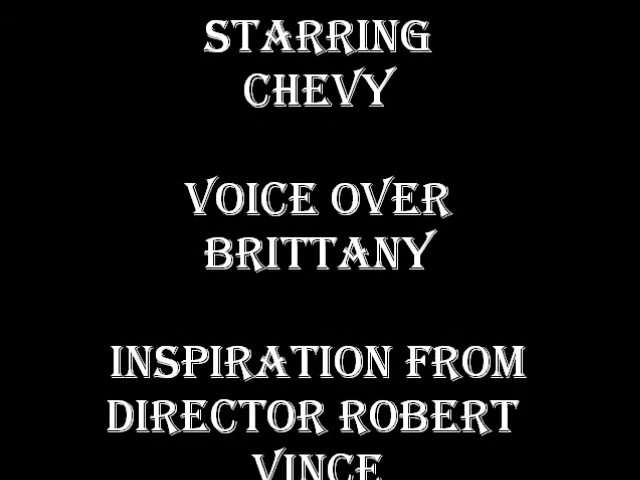 STARRING
CHEVY
VOICE OVER
BRITTANY
INSPIRATION FROM
DIRECTOR ROBERT
VINCE